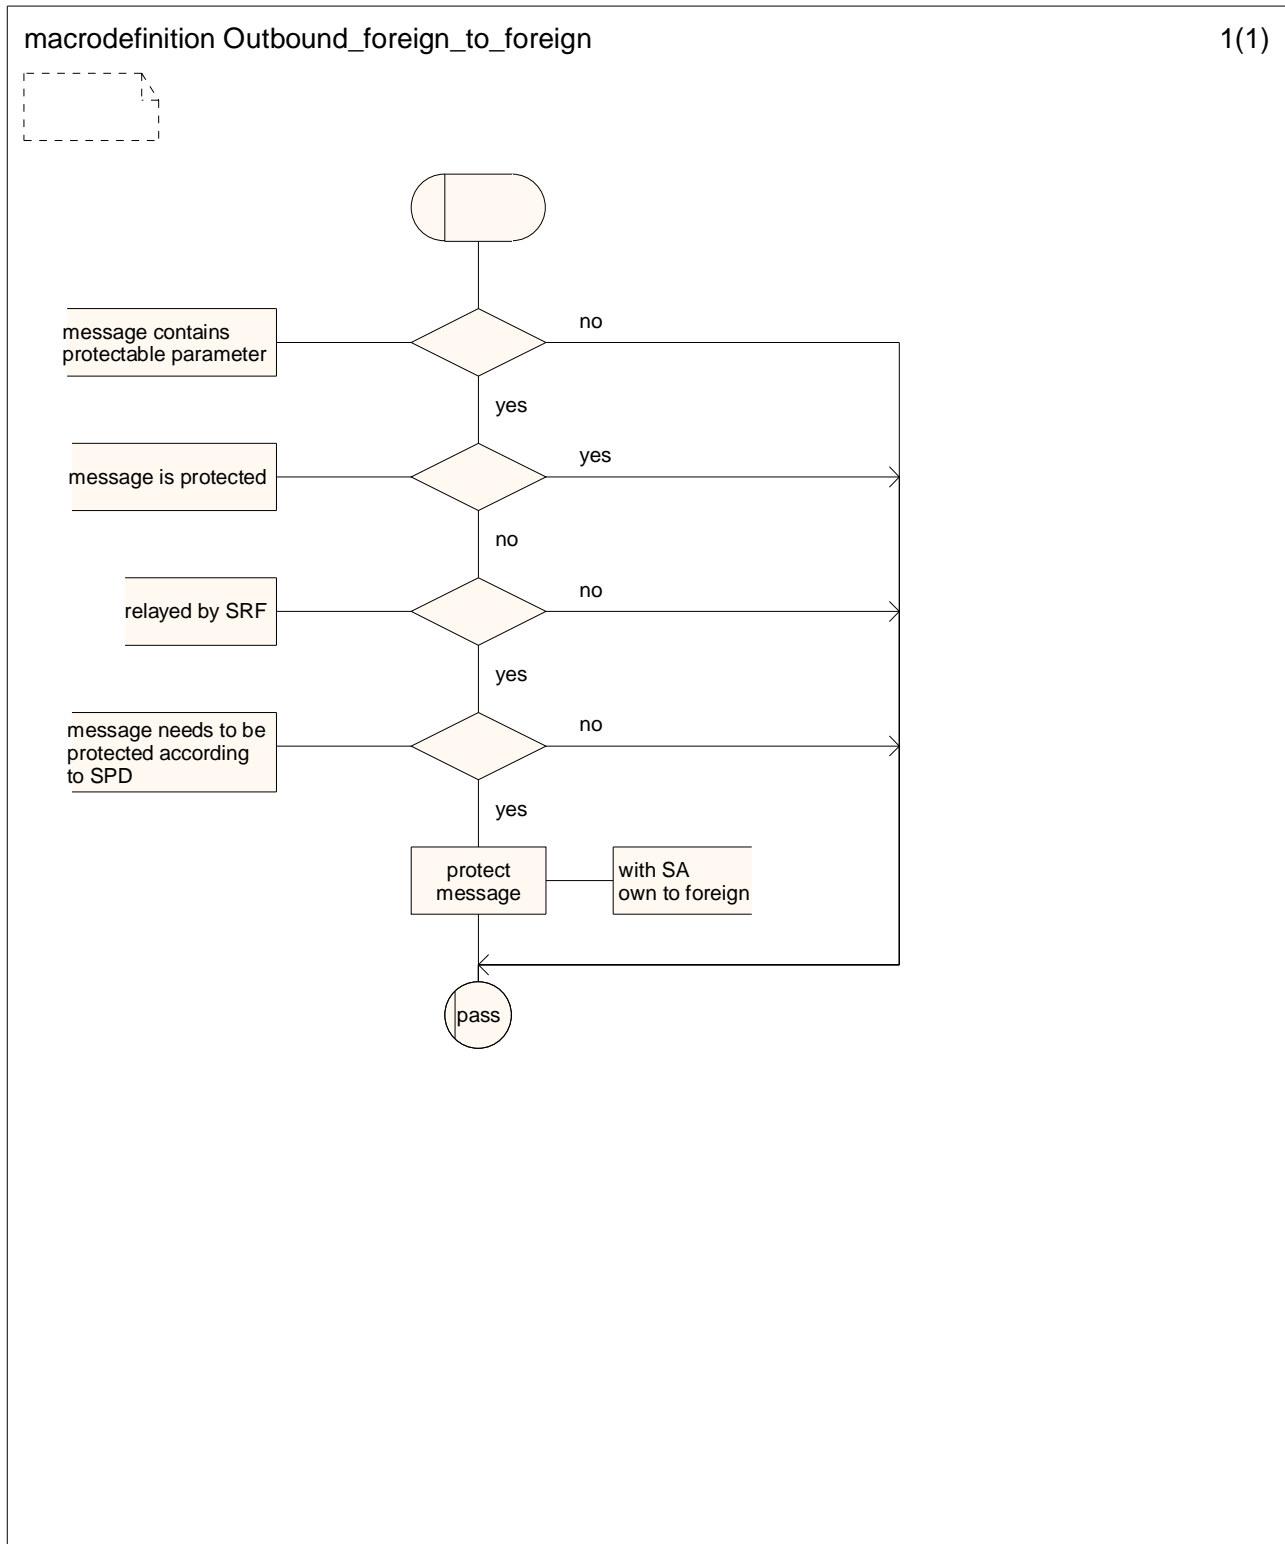 macrodefinition Outbound_foreign_to_foreign
1(1)
message contains
protectable parameter
no
yes
message is protected
yes
no
relayed by SRF
no
yes
message needs to be
protected according
to SPD
no
yes
protect
message
with SA
own to foreign
pass